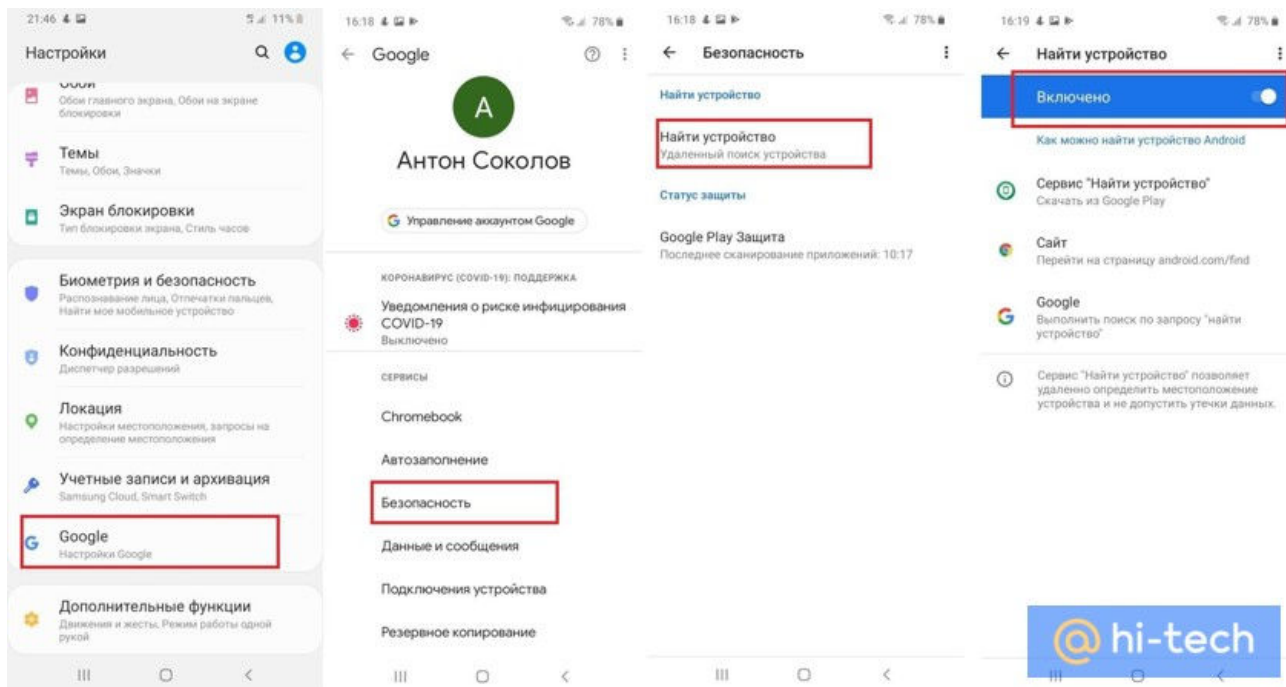 21:46
11%
Настройки
Обои
Обои главного экрана, Обои на экране
блокировки
Темы
Темы, Обои, Значки
Экран блокировки
Тип блокировки экрана, Стиль часов
Биометрия и безопасность
Распознавание лица, Отпечатки пальцев,
Найти мое мобильное устройство
Конфиденциальность
Диспетчер разрешений
Локация
Настройки местоположения, запросы на
определение местоположения
Учетные записи и архивация
Samsung Cloud, Smart Switch
Google
Настройки Google
Дополнительные функции
Движения и жесты, Режим работы одной
рукой
16:18
78%
Google
А
Антон Соколов
Управление аккаунтом Google
КОРОНАВИРУС (COVID-19): ПОДДЕРЖКА
Уведомления о риске инфицирования
COVID-19
Выключено
СЕРВИСЫ
Chromebook
Автозаполнение
Безопасность
Данные и сообщения
Подключения устройства
Резервное копирование
16:18
78%
Безопасность
Найти устройство
Найти устройство
Удаленный поиск устройства
Статус защиты
Google Play Защита
Последнее сканирование приложений: 10:17
16:19
78%
Найти устройство
Включено
Как можно найти устройство Android
Сервис "Найти устройство"
Скачать из Google Play
Сайт
Перейти на страницу android.com/find
Google
Выполнить поиск по запросу "найти
устройство"
Сервис "Найти устройство" позволяет
удаленно определить местоположение
устройства и не допустить утечки данных.
@ hi-tech